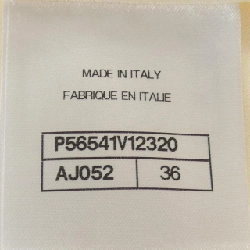 MADE IN ITALY
FABRIQUE EN ITALIE
P56541V12320
AJ052 36